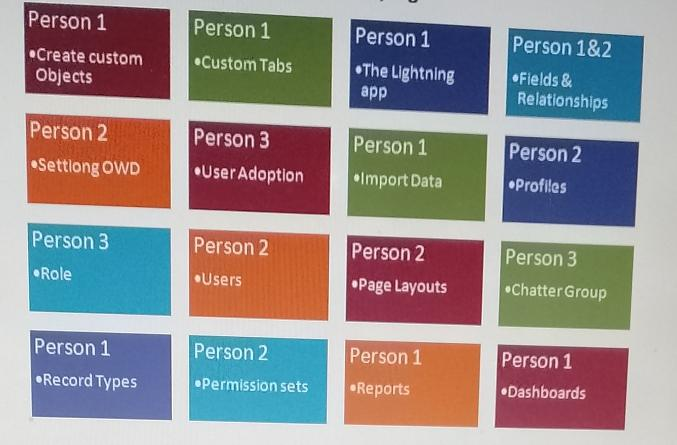 Person 1
•Create custom
Objects
Person 1
•Custom Tabs
Person 1
•The Lightning
app
Person 1&2
•Fields &
Relationships
Person 2
•Settlong OWD
Person 3
•User Adoption
Person 1
•Import Data
Person 2
•Profiles
Person 3
•Role
Person 2
•Users
Person 2
•Page Layouts
Person 3
•Chatter Group
Person 1
•Record Types
Person 2
•Permission sets
Person 1
•Reports
Person 1
•Dashboards